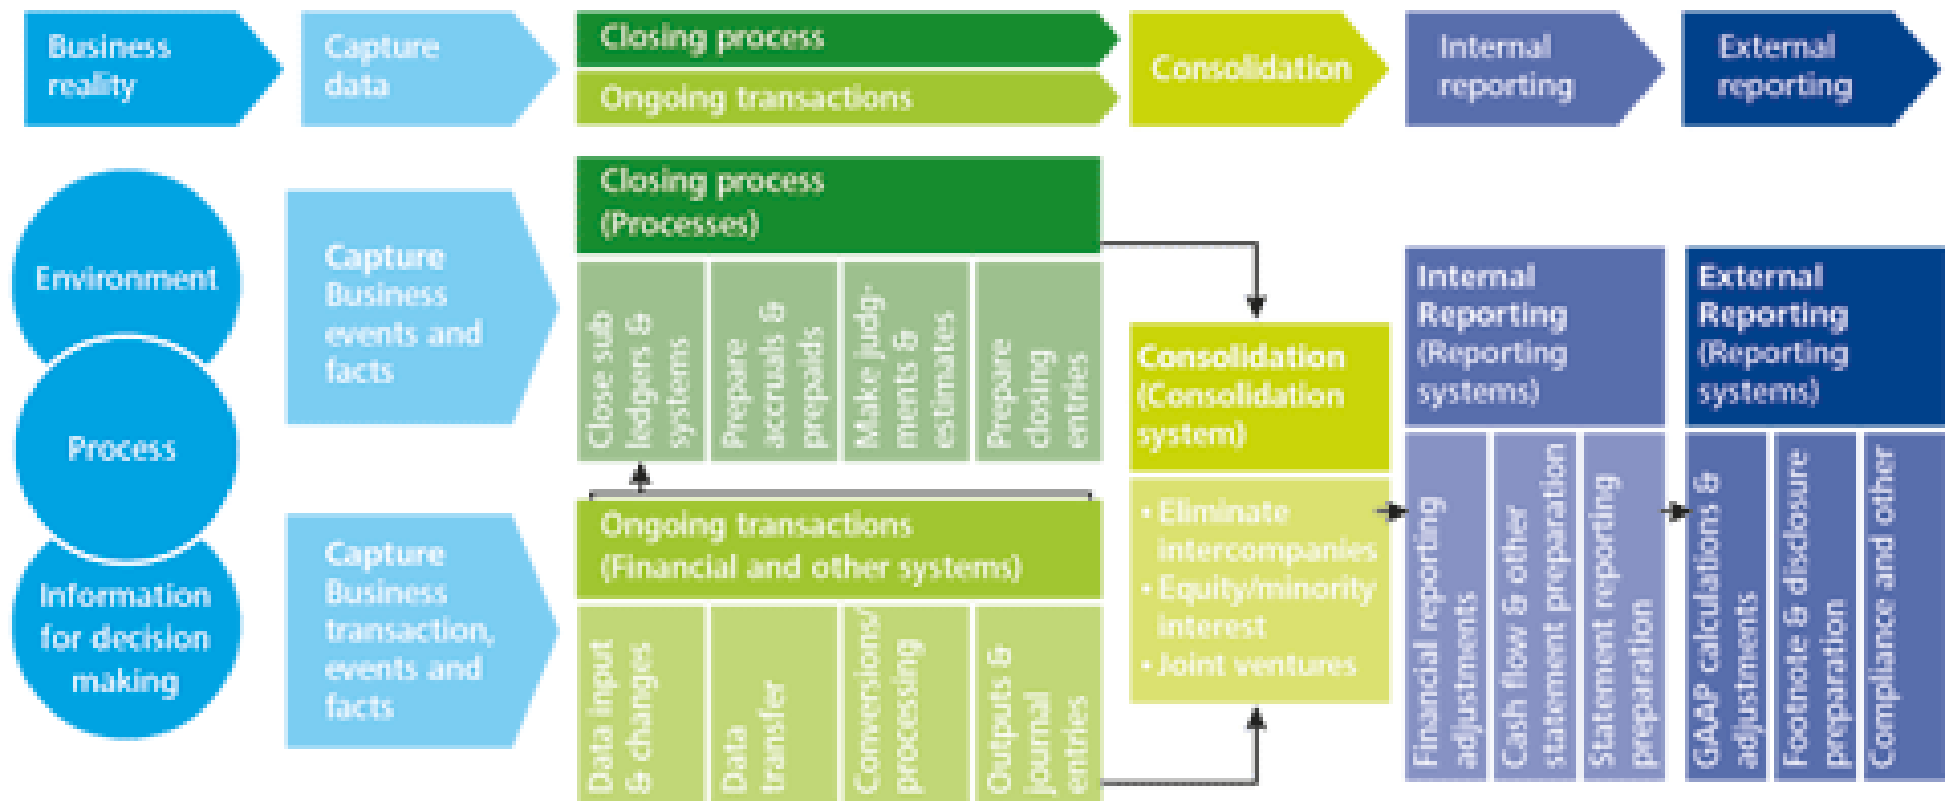 Business
reality
Capture
data
Closing process
Ongoing transactions
Consolidation
Internal
reporting
External
reporting
Environment
Process
Information
for decision
making
Capture
Business
events and
facts
Capture
Business
transaction,
events and
facts
Closing process
(Processes)
Close sub
ledgers &
systems
Prepare
accruals &
prepaids
Make judg-
ments &
estimates
Prepare
closing
entries
Ongoing transactions
(Financial and other systems)
Data input
& changes
Data
transfer
Conversions/
processing
Outputs &
journal
entries
Consolidation
(Consolidation
system)
• Eliminate
intercompanies
• Equity/minority
interest
• Joint ventures
Internal
Reporting
(Reporting
systems)
Financial reporting
adjustments
Cash flow & other
statement preparation
Statement reporting
preparation
External
Reporting
(Reporting
systems)
GAAP calculations &
adjustments
Footnote & disclosure
preparation
Compliance and other